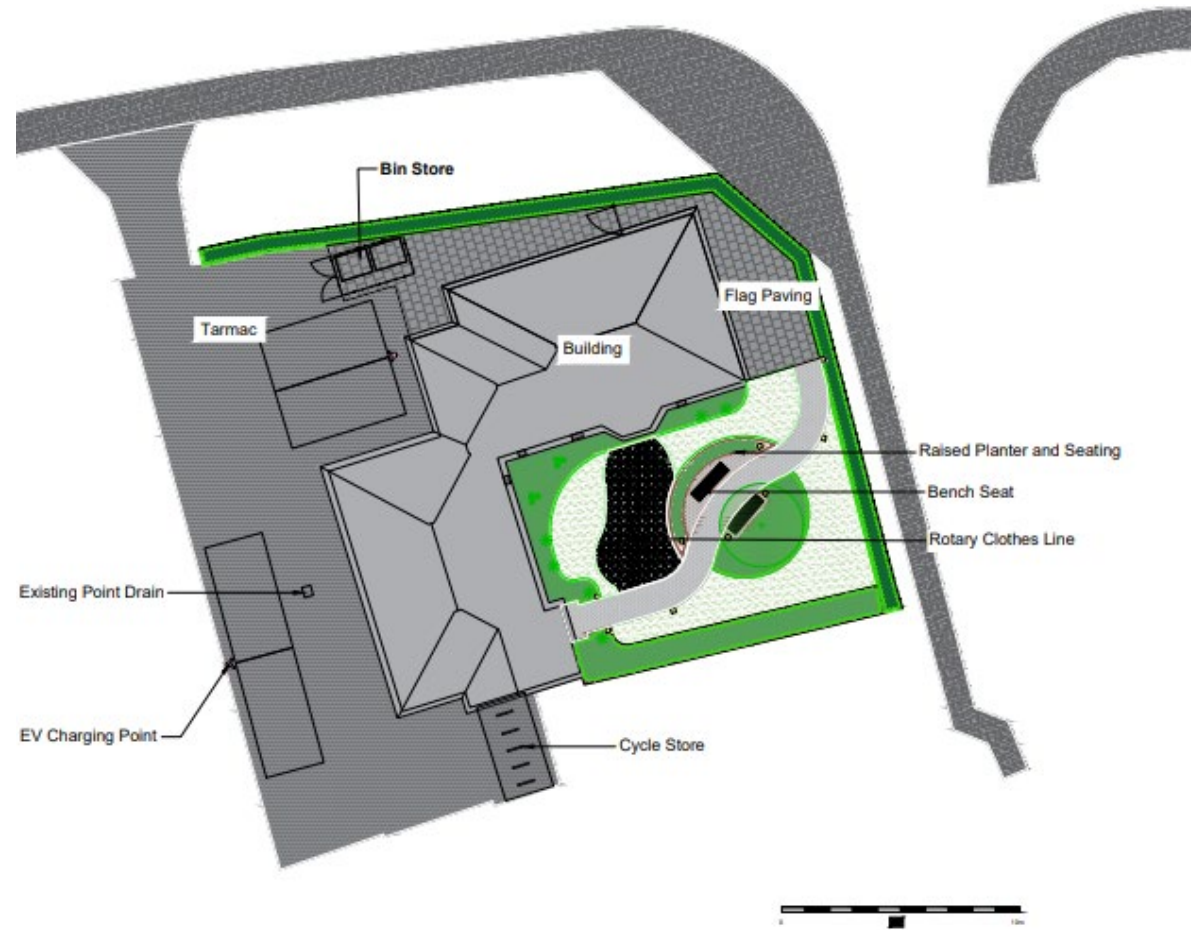 Bin Store
Tarmac
Flag Paving
Building
Raised Planter and Seating
Bench Seat
Rotary Clothes Line
Existing Point Drain
EV Charging Point
Cycle Store